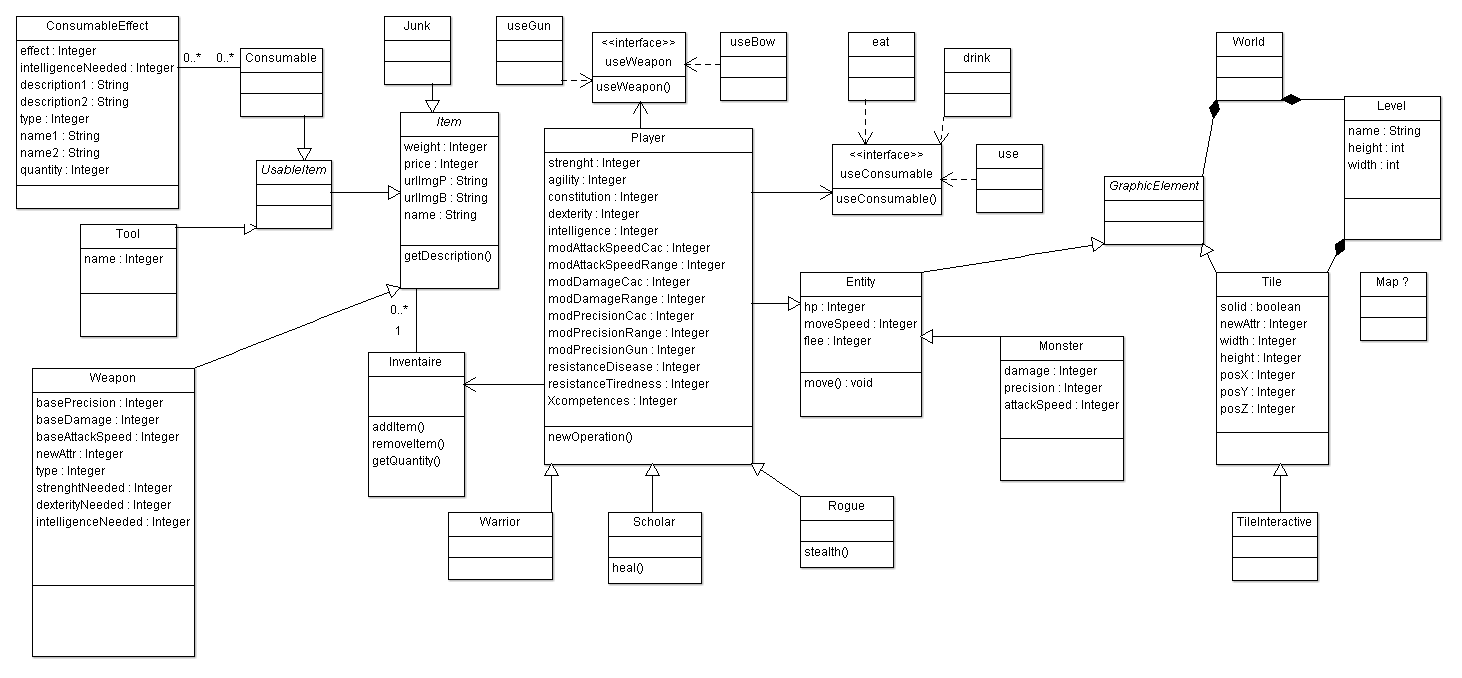 ConsumableEffect
effect : Integer
intelligenceNeeded : Integer
description1 : String
description2 : String
type : Integer
name1 : String
name2 : String
quantity : Integer
0..*
0..*
Consumable
Junk
useGun
<<interface>>
useWeapon
useWeapon()
useBow
eat
drink
<<interface>>
useConsumable
useConsumable()
use
World
Level
name : String
height : int
width : int
Item
weight : Integer
price : Integer
urlImgP : String
urlImgB : String
name : String
getDescription()
UsableItem
Tool
name : Integer
Player
strenght : Integer
agility : Integer
constitution : Integer
dexterity : Integer
intelligence : Integer
modAttackSpeedCac : Integer
modAttackSpeedRange : Integer
modDamageCac : Integer
modDamageRange : Integer
modPrecisionCac : Integer
modPrecisionRange : Integer
modPrecisionGun : Integer
resistanceDisease : Integer
resistanceTiredness : Integer
Xcompetences : Integer
newOperation()
GraphicElement
Entity
hp : Integer
moveSpeed : Integer
flee : Integer
move() : void
Tile
solid : boolean
newAttr : Integer
width : Integer
height : Integer
posX : Integer
posY : Integer
posZ : Integer
Map ?
0..*
1
Inventaire
addItem()
removeItem()
getQuantity()
Monster
damage : Integer
precision : Integer
attackSpeed : Integer
Weapon
basePrecision : Integer
baseDamage : Integer
baseAttackSpeed : Integer
newAttr : Integer
type : Integer
strenghtNeeded : Integer
dexterityNeeded : Integer
intelligenceNeeded : Integer
Warrior
Scholar
heal()
Rogue
stealth()
TileInteractive